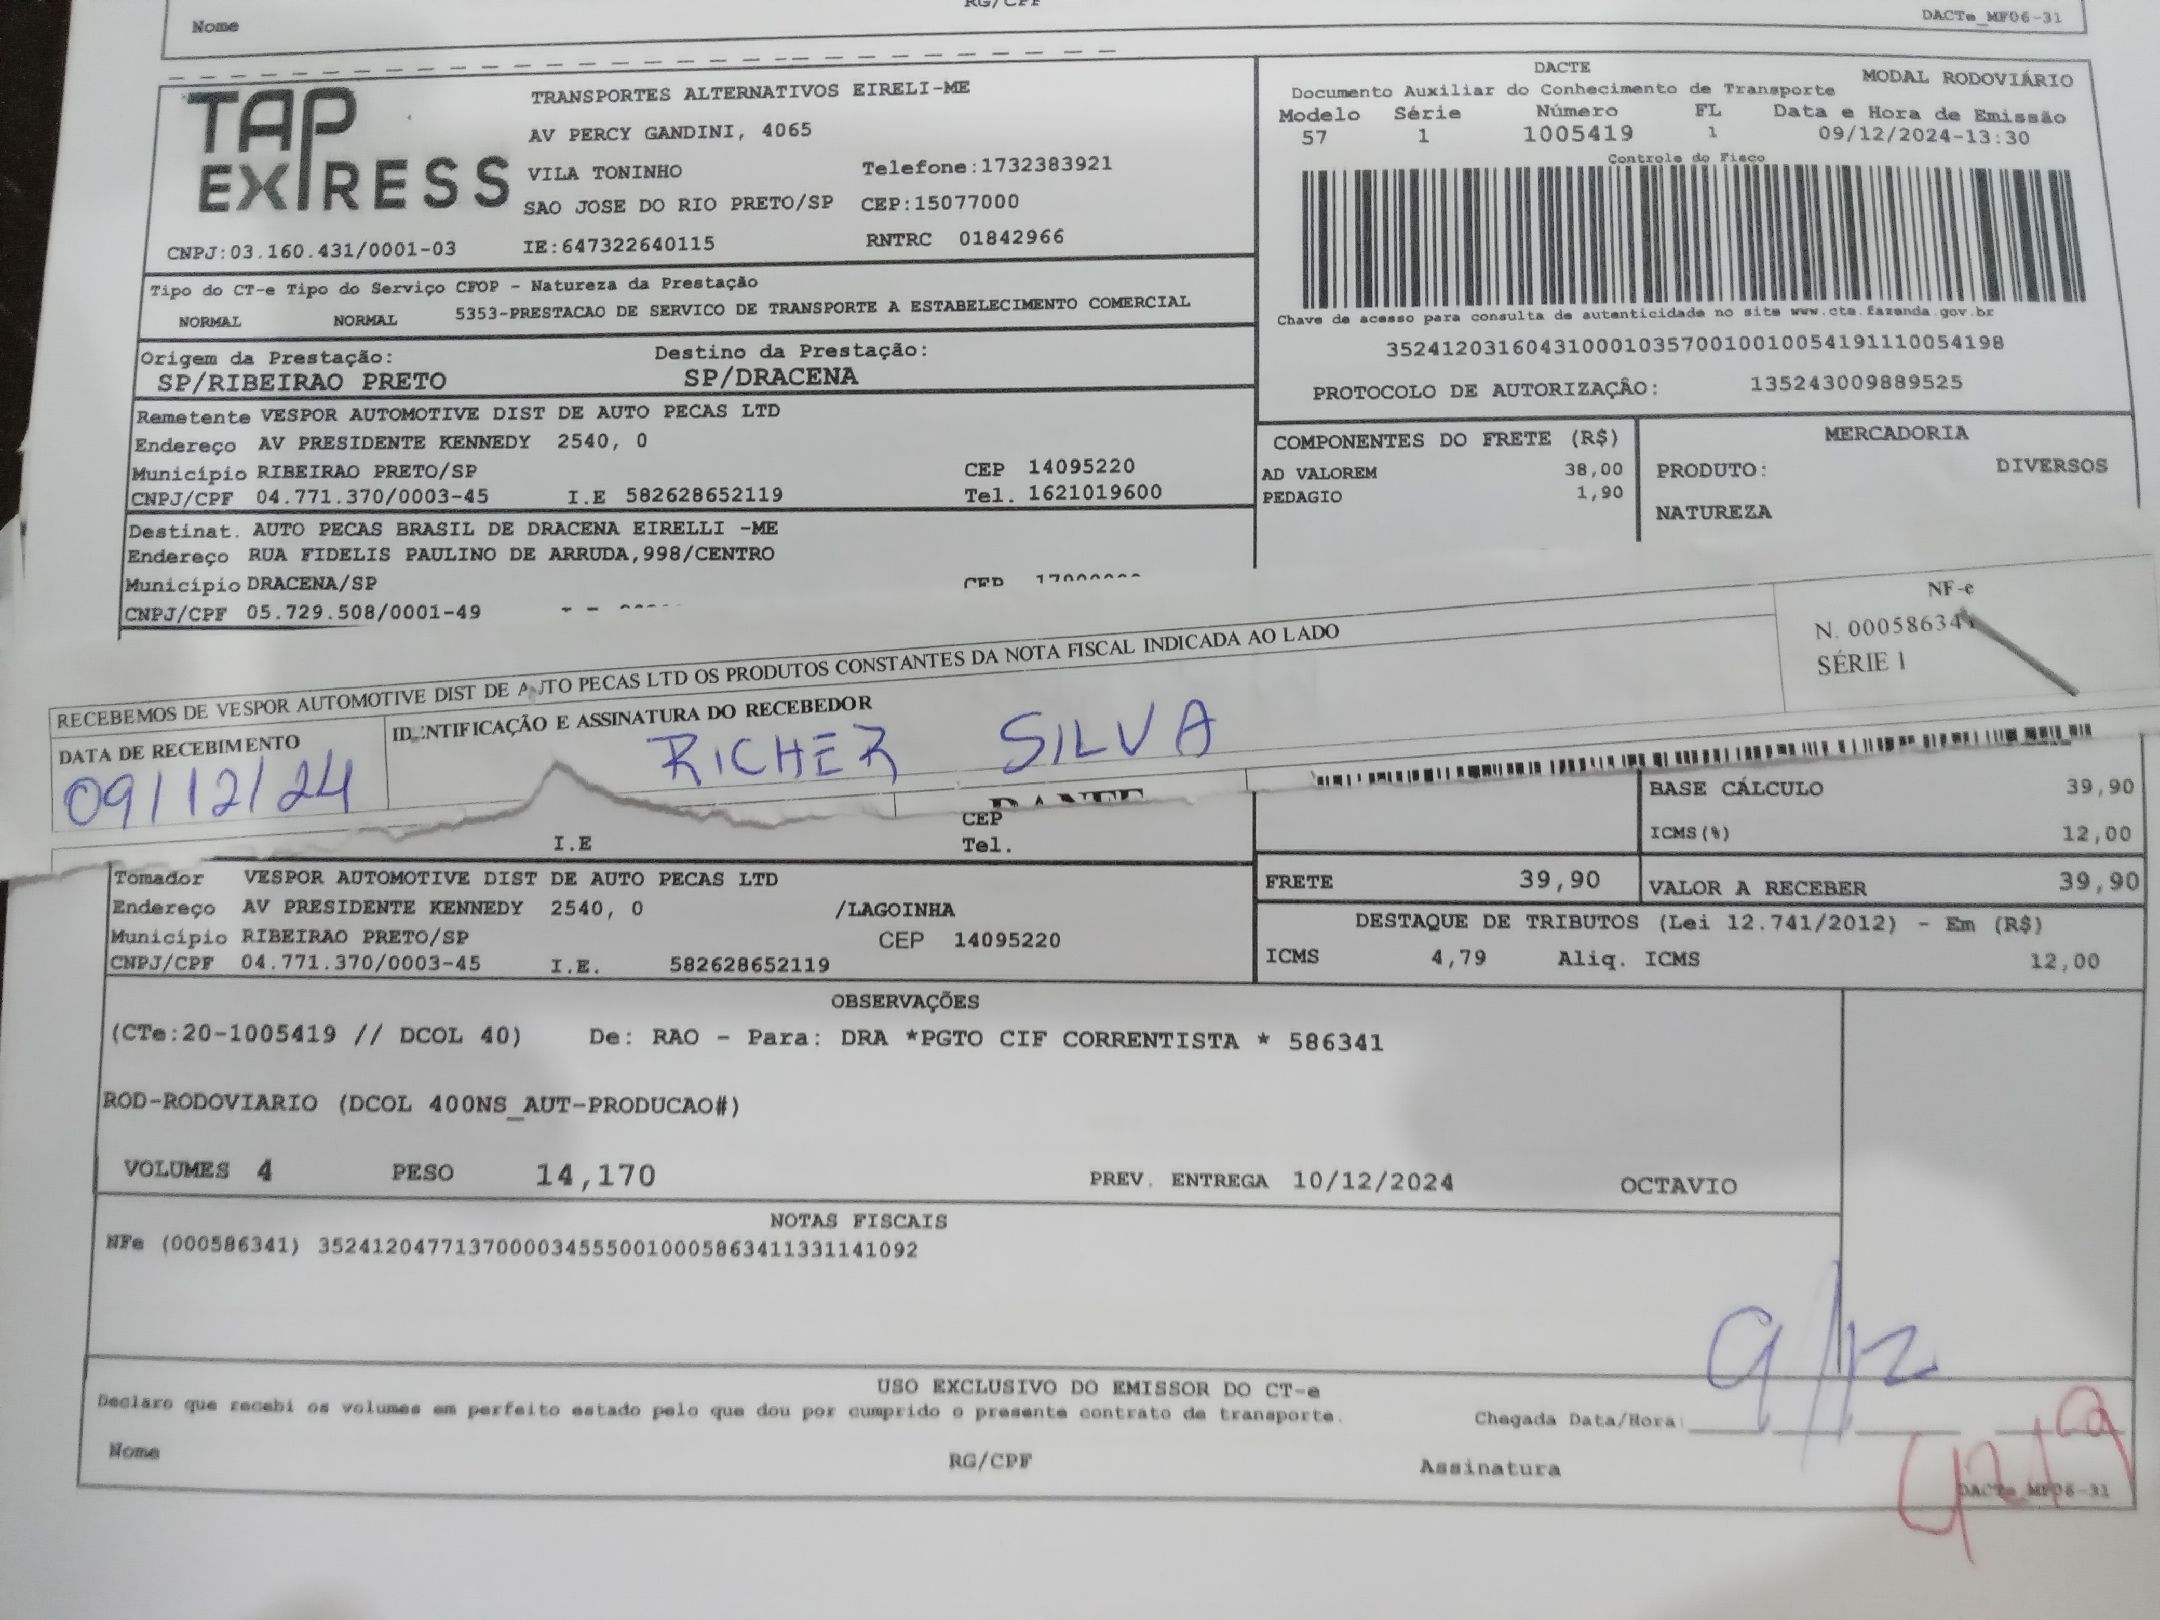 Nome
RG/CPF
DACTe_MF06-31
TAP EXPRESS
TRANSPORTES ALTERNATIVOS EIRELI-ME
AV PERCY GANDINI, 4065
VILA TONINHO Telefone:1732383921
SAO JOSE DO RIO PRETO/SP CEP:15077000
CNPJ:03.160.431/0001-03 IE:647322640115 RNTRC 01842966
DACTE MODAL RODOVIÁRIO
Documento Auxiliar do Conhecimento de Transporte
Modelo Série Número FL Data e Hora de Emissão
57 1 1005419 1 09/12/2024-13:30
Controle do Fisco
Chave de acesso para consulta de autenticidade no site www.cte.fazenda.gov.br
35241203160431000103570010010054191110054198
PROTOCOLO DE AUTORIZAÇÃO: 135243009889525
Tipo do CT-e Tipo do Serviço CFOP - Natureza da Prestação
NORMAL NORMAL 5353-PRESTACAO DE SERVICO DE TRANSPORTE A ESTABELECIMENTO COMERCIAL
Origem da Prestação: Destino da Prestação:
SP/RIBEIRAO PRETO SP/DRACENA
Remetente VESPOR AUTOMOTIVE DIST DE AUTO PECAS LTD
Endereço AV PRESIDENTE KENNEDY 2540, 0
Município RIBEIRAO PRETO/SP CEP 14095220
CNPJ/CPF 04.771.370/0003-45 I.E 582628652119 Tel. 1621019600
COMPONENTES DO FRETE (R$)
AD VALOREM 38,00
PEDAGIO 1,90
MERCADORIA
PRODUTO: DIVERSOS
NATUREZA
Destinat. AUTO PECAS BRASIL DE DRACENA EIRELLI -ME
Endereço RUA FIDELIS PAULINO DE ARRUDA,998/CENTRO
Município DRACENA/SP CEP
CNPJ/CPF 05.729.508/0001-49
RECEBEMOS DE VESPOR AUTOMOTIVE DIST DE AUTO PECAS LTD OS PRODUTOS CONSTANTES DA NOTA FISCAL INDICADA AO LADO
NF-e
N. 000586341
SÉRIE 1
DATA DE RECEBIMENTO IDENTIFICAÇÃO E ASSINATURA DO RECEBEDOR
09/12/24 RICHER SILVA
CEP
I.E Tel.
BASE CÁLCULO 39,90
ICMS(%) 12,00
Tomador VESPOR AUTOMOTIVE DIST DE AUTO PECAS LTD
Endereço AV PRESIDENTE KENNEDY 2540, 0 /LAGOINHA
Município RIBEIRAO PRETO/SP CEP 14095220
CNPJ/CPF 04.771.370/0003-45 I.E. 582628652119
FRETE 39,90 VALOR A RECEBER 39,90
DESTAQUE DE TRIBUTOS (Lei 12.741/2012) - Em (R$)
ICMS 4,79 Aliq. ICMS 12,00
OBSERVAÇÕES
(CTe:20-1005419 // DCOL 40) De: RAO - Para: DRA *PGTO CIF CORRENTISTA * 586341
ROD-RODOVIARIO (DCOL 400NS_AUT-PRODUCAO#)
VOLUMES 4 PESO 14,170 PREV. ENTREGA 10/12/2024 OCTAVIO
NOTAS FISCAIS
NFe (000586341) 35241204771370000345550010005863411331141092
9/12
USO EXCLUSIVO DO EMISSOR DO CT-e
Declaro que recebi os volumes em perfeito estado pelo que dou por cumprido o presente contrato de transporte.
Chegada Data/Hora:
Nome RG/CPF Assinatura
DACTe_MF06-31